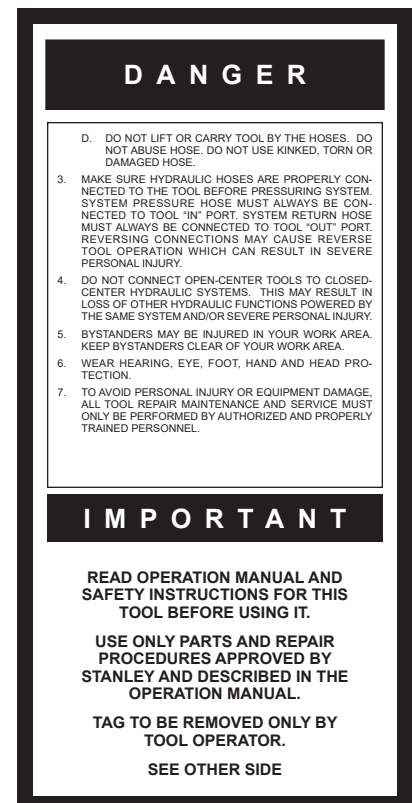 DANGER
D. DO NOT LIFT OR CARRY TOOL BY THE HOSES. DO
NOT ABUSE HOSE. DO NOT USE KINKED, TORN OR
DAMAGED HOSE.
3. MAKE SURE HYDRAULIC HOSES ARE PROPERLY CON-
NECTED TO THE TOOL BEFORE PRESSURING SYSTEM.
SYSTEM PRESSURE HOSE MUST ALWAYS BE CON-
NECTED TO TOOL “IN” PORT. SYSTEM RETURN HOSE
MUST ALWAYS BE CONNECTED TO TOOL “OUT” PORT.
REVERSING CONNECTIONS MAY CAUSE REVERSE
TOOL OPERATION WHICH CAN RESULT IN SEVERE
PERSONAL INJURY.
4. DO NOT CONNECT OPEN-CENTER TOOLS TO CLOSED-
CENTER HYDRAULIC SYSTEMS. THIS MAY RESULT IN
LOSS OF OTHER HYDRAULIC FUNCTIONS POWERED BY
THE SAME SYSTEM AND/OR SEVERE PERSONAL INJURY.
5. BYSTANDERS MAY BE INJURED IN YOUR WORK AREA.
KEEP BYSTANDERS CLEAR OF YOUR WORK AREA.
6. WEAR HEARING, EYE, FOOT, HAND AND HEAD PRO-
TECTION.
7. TO AVOID PERSONAL INJURY OR EQUIPMENT DAMAGE,
ALL TOOL REPAIR MAINTENANCE AND SERVICE MUST
ONLY BE PERFORMED BY AUTHORIZED AND PROPERLY
TRAINED PERSONNEL.
IMPORTANT
READ OPERATION MANUAL AND
SAFETY INSTRUCTIONS FOR THIS
TOOL BEFORE USING IT.
USE ONLY PARTS AND REPAIR
PROCEDURES APPROVED BY
STANLEY AND DESCRIBED IN THE
OPERATION MANUAL.
TAG TO BE REMOVED ONLY BY
TOOL OPERATOR.
SEE OTHER SIDE